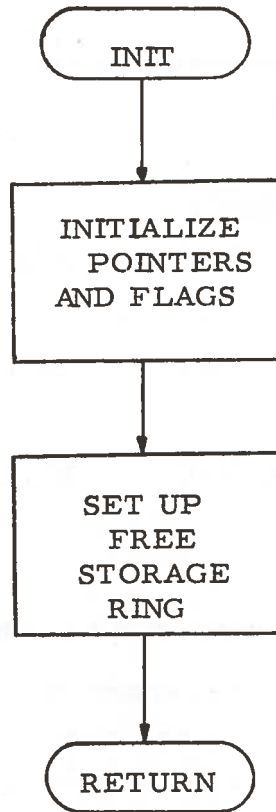 INIT
INITIALIZE
POINTERS
AND FLAGS
SET UP
FREE
STORAGE
RING
RETURN